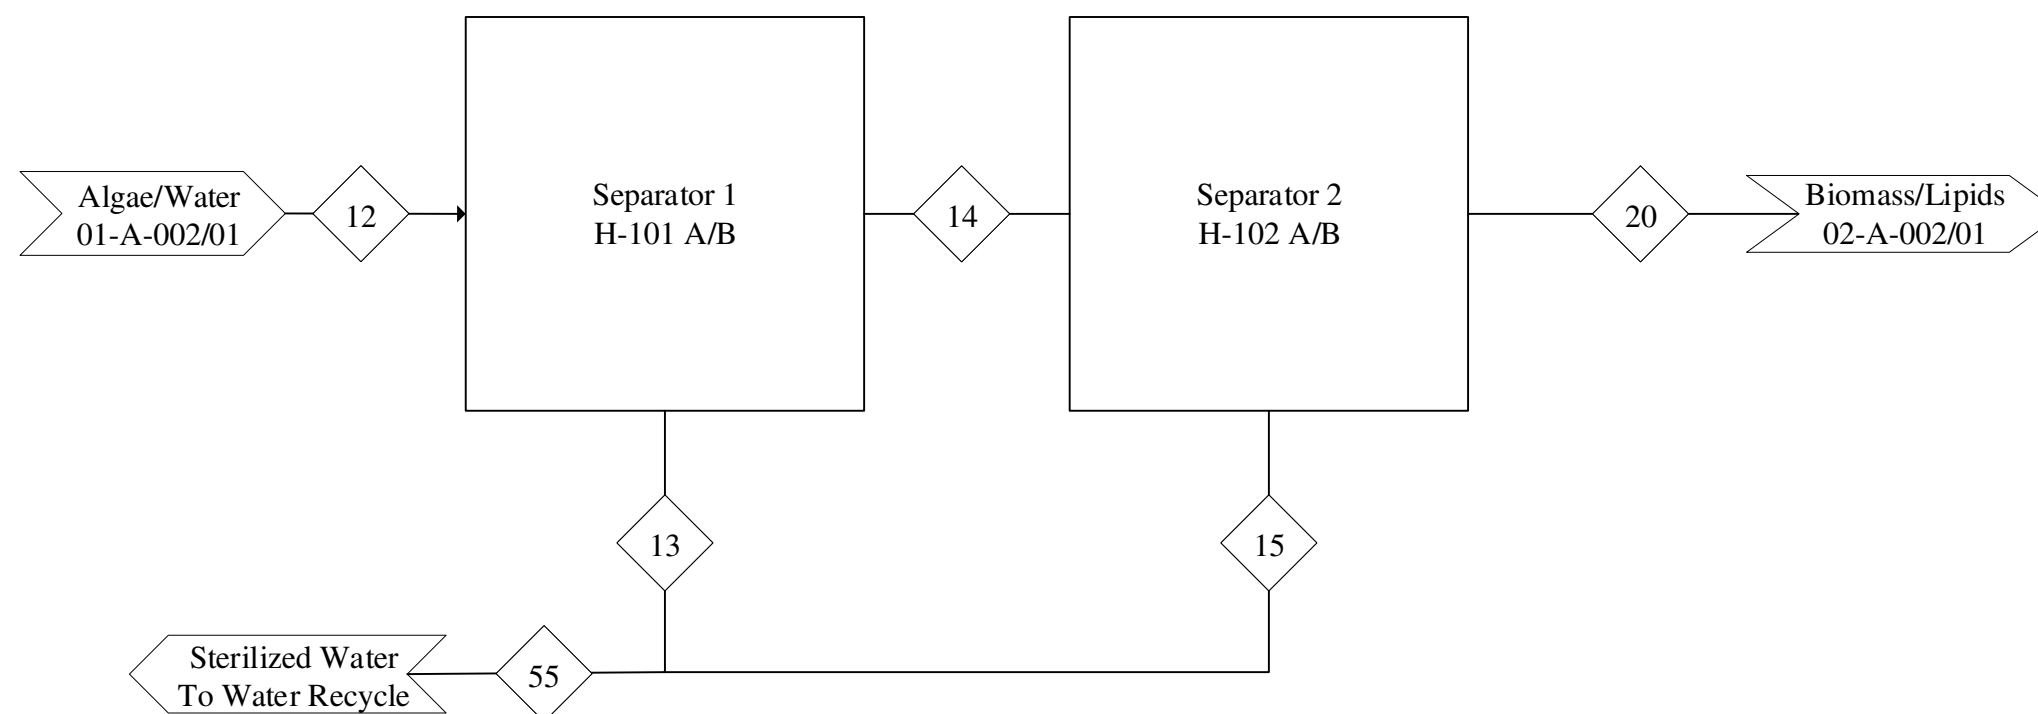 Algae/Water
01-A-002/01
12
Separator 1
H-101 A/B
14
Separator 2
H-102 A/B
20
Biomass/Lipids
02-A-002/01
13
15
Sterilized Water
To Water Recycle
55